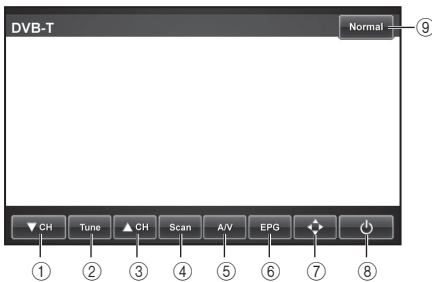 DVB-T Normal ⑨
▼CH Tune ▲CH Scan A/V EPG
① ② ③ ④ ⑤ ⑥ ⑦ ⑧